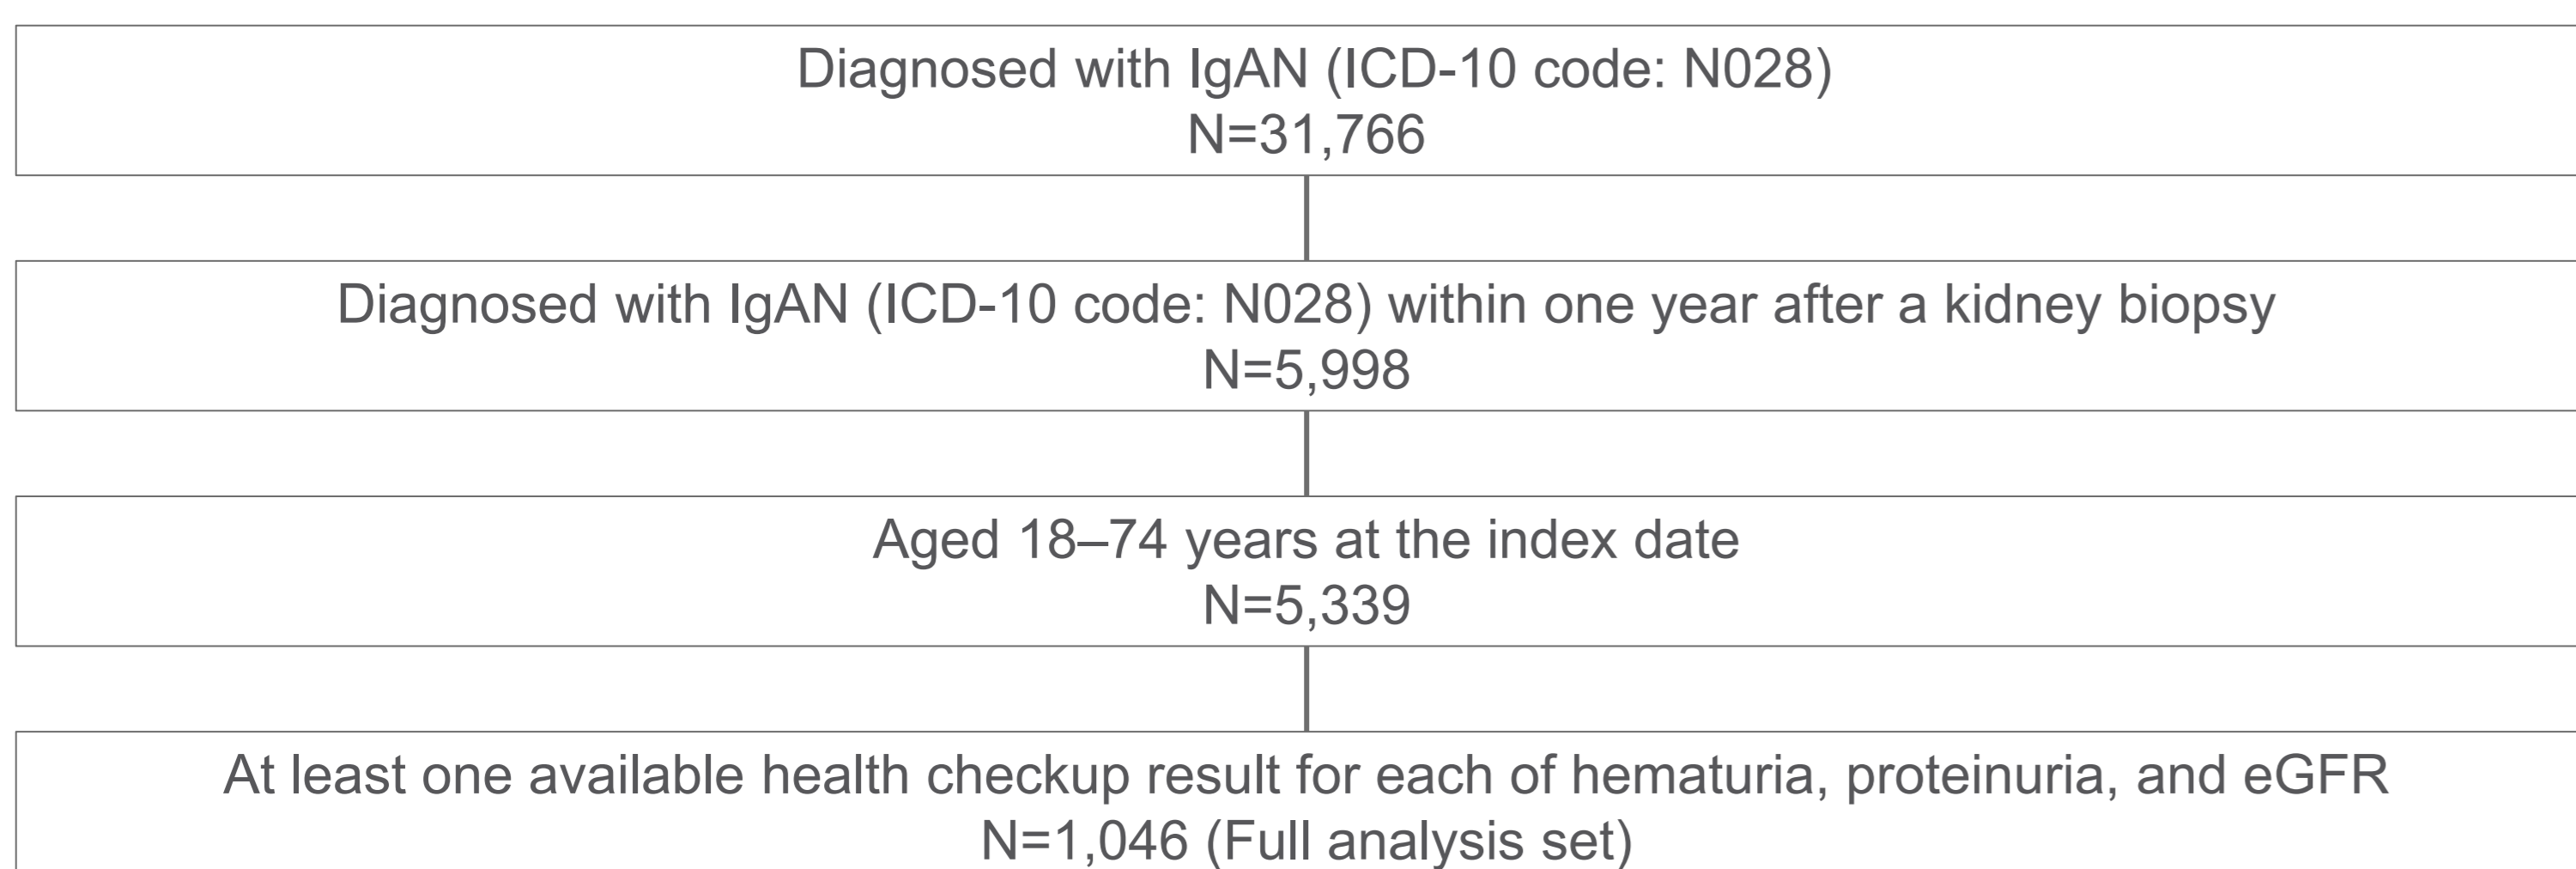 Diagnosed with IgAN (ICD-10 code: N028)
N=31,766
Diagnosed with IgAN (ICD-10 code: N028) within one year after a kidney biopsy
N=5,998
Aged 18–74 years at the index date
N=5,339
At least one available health checkup result for each of hematuria, proteinuria, and eGFR
N=1,046 (Full analysis set)